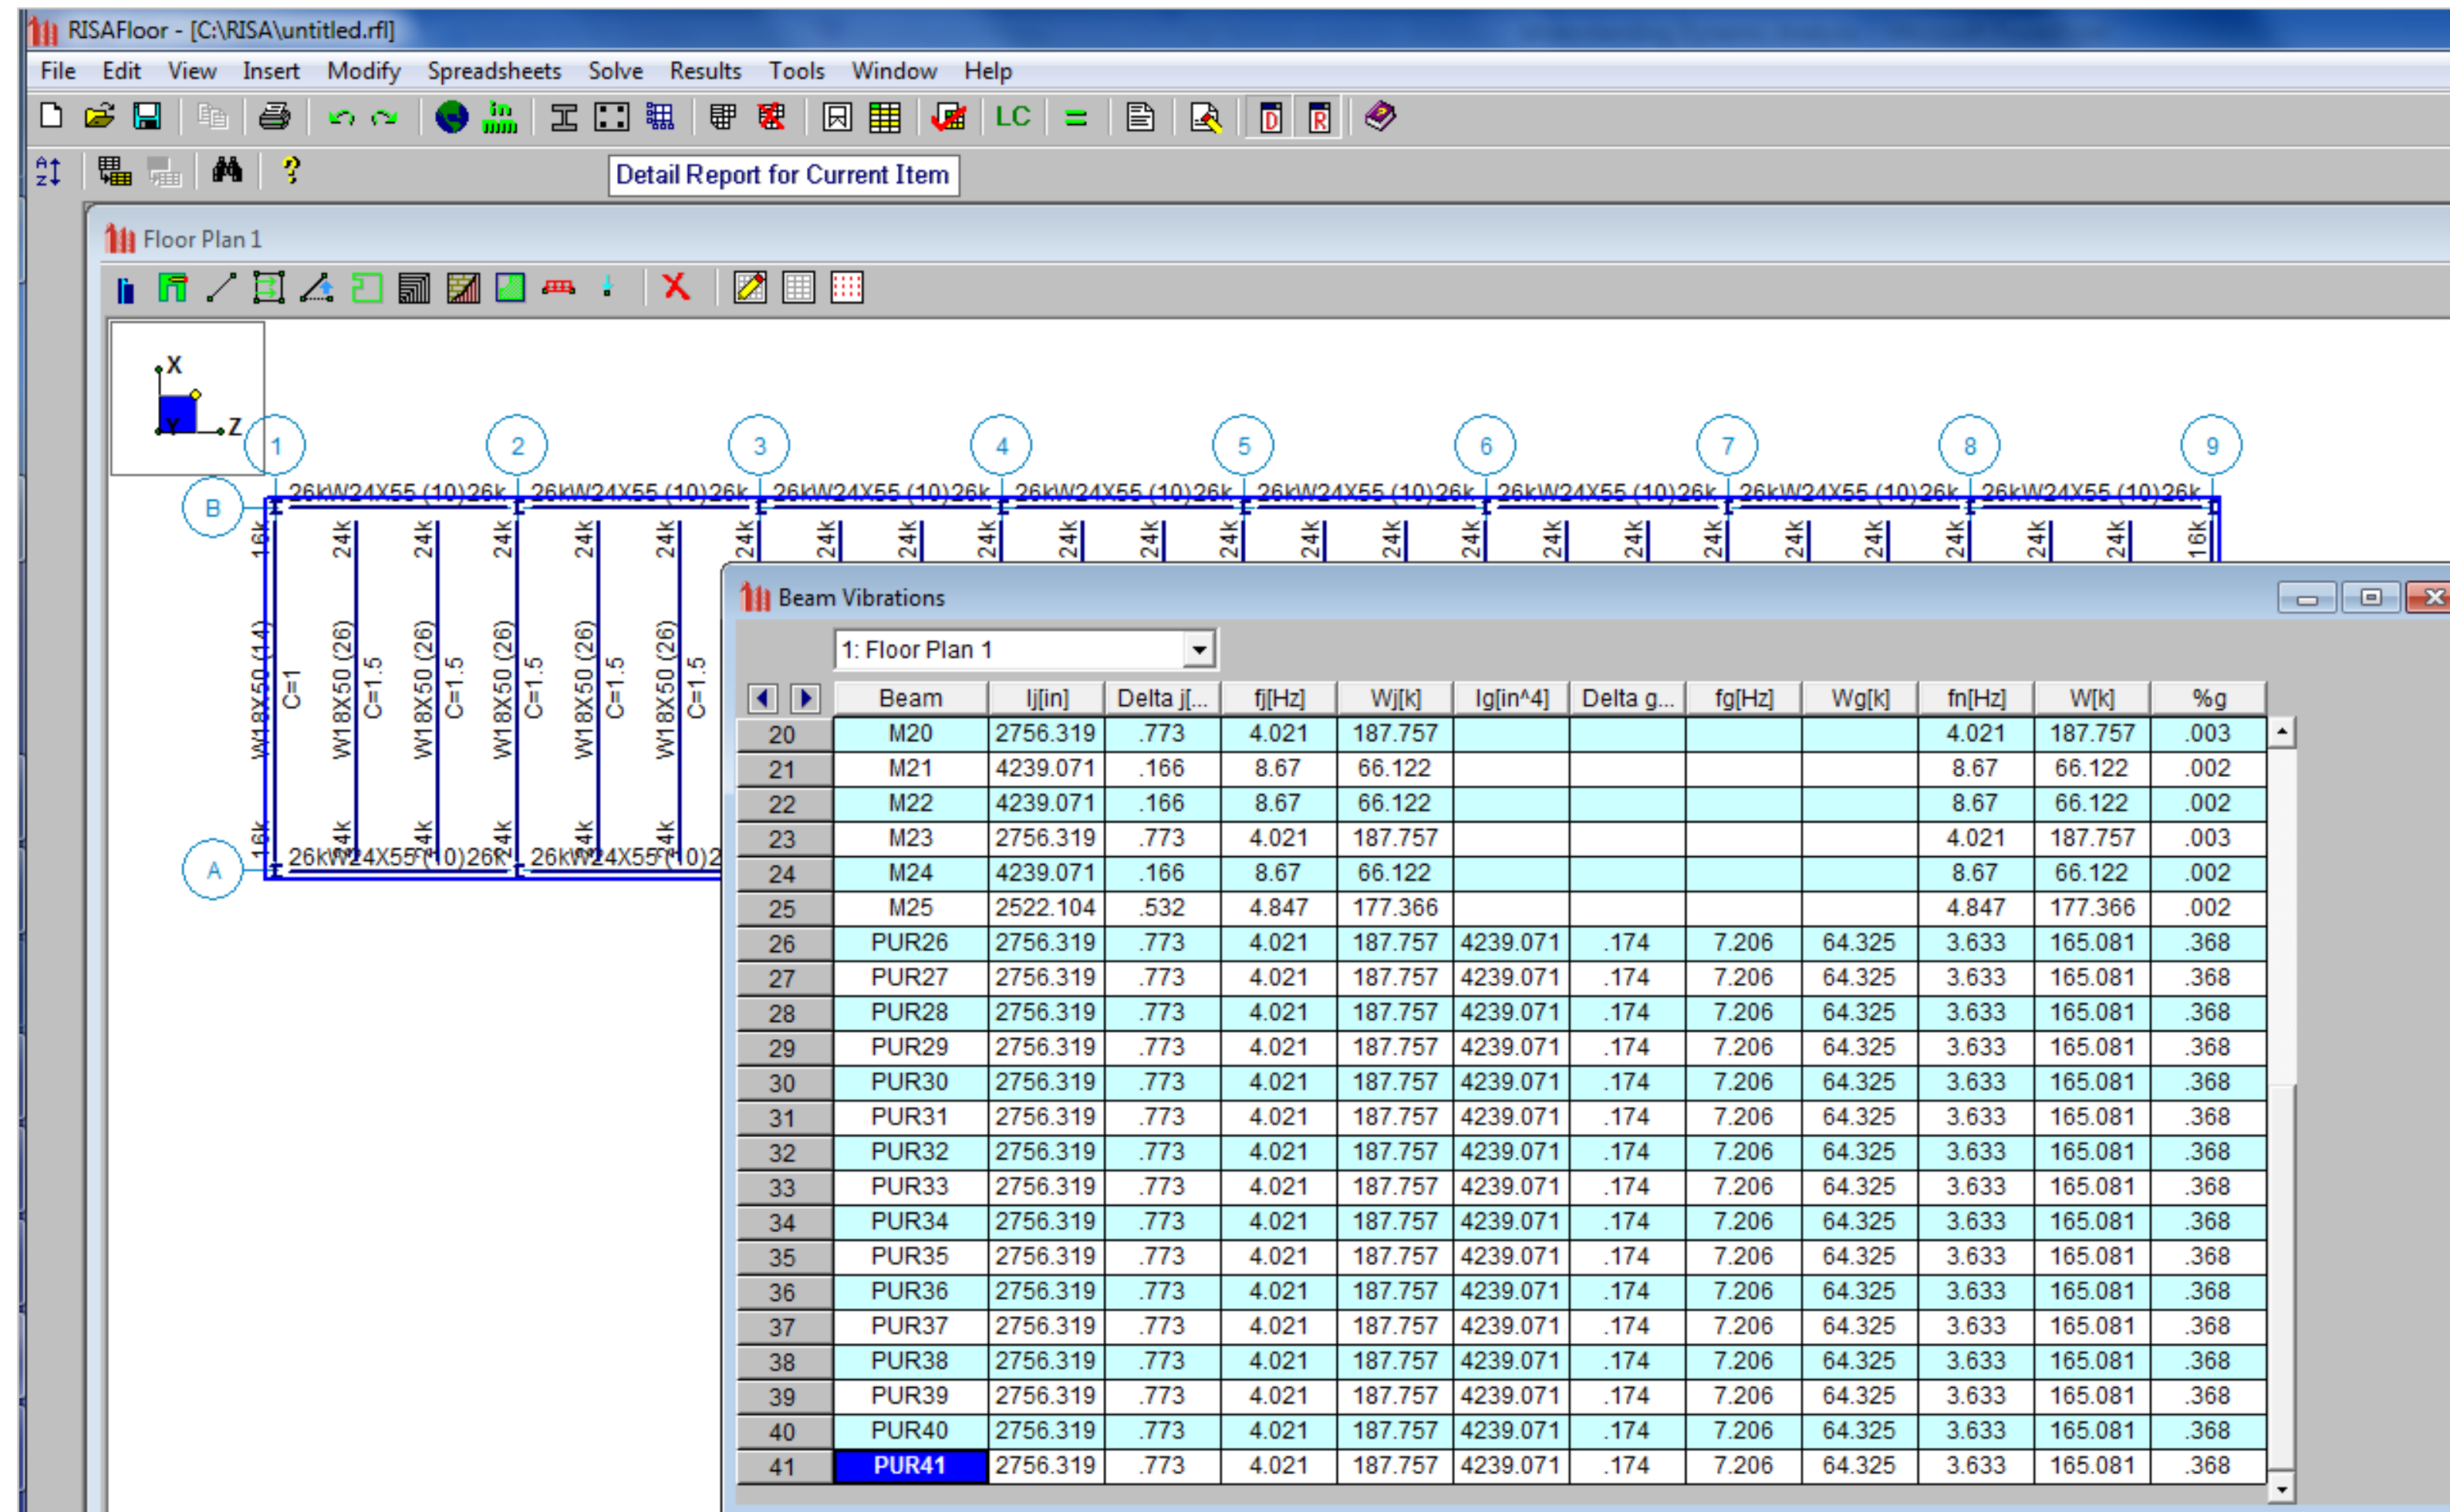 RISAFloor - [C:\RISA\untitled.rfl]
File Edit View Insert Modify Spreadsheets Solve Results Tools Window Help
LC =
Detail Report for Current Item
Floor Plan 1
X
Y Z
1 2 3 4 5 6 7 8 9
B
26kW24X55 (10)26k 26kW24X55 (10)26k 26kW24X55 (10)26k 26kW24X55 (10)26k 26kW24X55 (10)26k 26kW24X55 (10)26k 26kW24X55 (10)26k 26kW24X55 (10)26k
16k 24k 24k 24k 24k 24k 24k 24k 24k 24k 24k 24k 24k 24k 24k 24k 24k 24k 24k 24k 24k 24k 24k 24k 16k
W18X50 (14) W18X50 (26) W18X50 (26) W18X50 (26) W18X50 (26) W18X50 (26)
C=1 C=1.5 C=1.5 C=1.5 C=1.5 C=1.5
16k 24k 24k 24k 24k 24k
A
26kW24X55 (10)26k 26kW24X55 (10)2
Beam Vibrations
1: Floor Plan 1
Beam Ij[in] Delta j[... fj[Hz] Wj[k] Ig[in^4] Delta g... fg[Hz] Wg[k] fn[Hz] W[k] %g
20 M20 2756.319 .773 4.021 187.757 4.021 187.757 .003
21 M21 4239.071 .166 8.67 66.122 8.67 66.122 .002
22 M22 4239.071 .166 8.67 66.122 8.67 66.122 .002
23 M23 2756.319 .773 4.021 187.757 4.021 187.757 .003
24 M24 4239.071 .166 8.67 66.122 8.67 66.122 .002
25 M25 2522.104 .532 4.847 177.366 4.847 177.366 .002
26 PUR26 2756.319 .773 4.021 187.757 4239.071 .174 7.206 64.325 3.633 165.081 .368
27 PUR27 2756.319 .773 4.021 187.757 4239.071 .174 7.206 64.325 3.633 165.081 .368
28 PUR28 2756.319 .773 4.021 187.757 4239.071 .174 7.206 64.325 3.633 165.081 .368
29 PUR29 2756.319 .773 4.021 187.757 4239.071 .174 7.206 64.325 3.633 165.081 .368
30 PUR30 2756.319 .773 4.021 187.757 4239.071 .174 7.206 64.325 3.633 165.081 .368
31 PUR31 2756.319 .773 4.021 187.757 4239.071 .174 7.206 64.325 3.633 165.081 .368
32 PUR32 2756.319 .773 4.021 187.757 4239.071 .174 7.206 64.325 3.633 165.081 .368
33 PUR33 2756.319 .773 4.021 187.757 4239.071 .174 7.206 64.325 3.633 165.081 .368
34 PUR34 2756.319 .773 4.021 187.757 4239.071 .174 7.206 64.325 3.633 165.081 .368
35 PUR35 2756.319 .773 4.021 187.757 4239.071 .174 7.206 64.325 3.633 165.081 .368
36 PUR36 2756.319 .773 4.021 187.757 4239.071 .174 7.206 64.325 3.633 165.081 .368
37 PUR37 2756.319 .773 4.021 187.757 4239.071 .174 7.206 64.325 3.633 165.081 .368
38 PUR38 2756.319 .773 4.021 187.757 4239.071 .174 7.206 64.325 3.633 165.081 .368
39 PUR39 2756.319 .773 4.021 187.757 4239.071 .174 7.206 64.325 3.633 165.081 .368
40 PUR40 2756.319 .773 4.021 187.757 4239.071 .174 7.206 64.325 3.633 165.081 .368
41 PUR41 2756.319 .773 4.021 187.757 4239.071 .174 7.206 64.325 3.633 165.081 .368